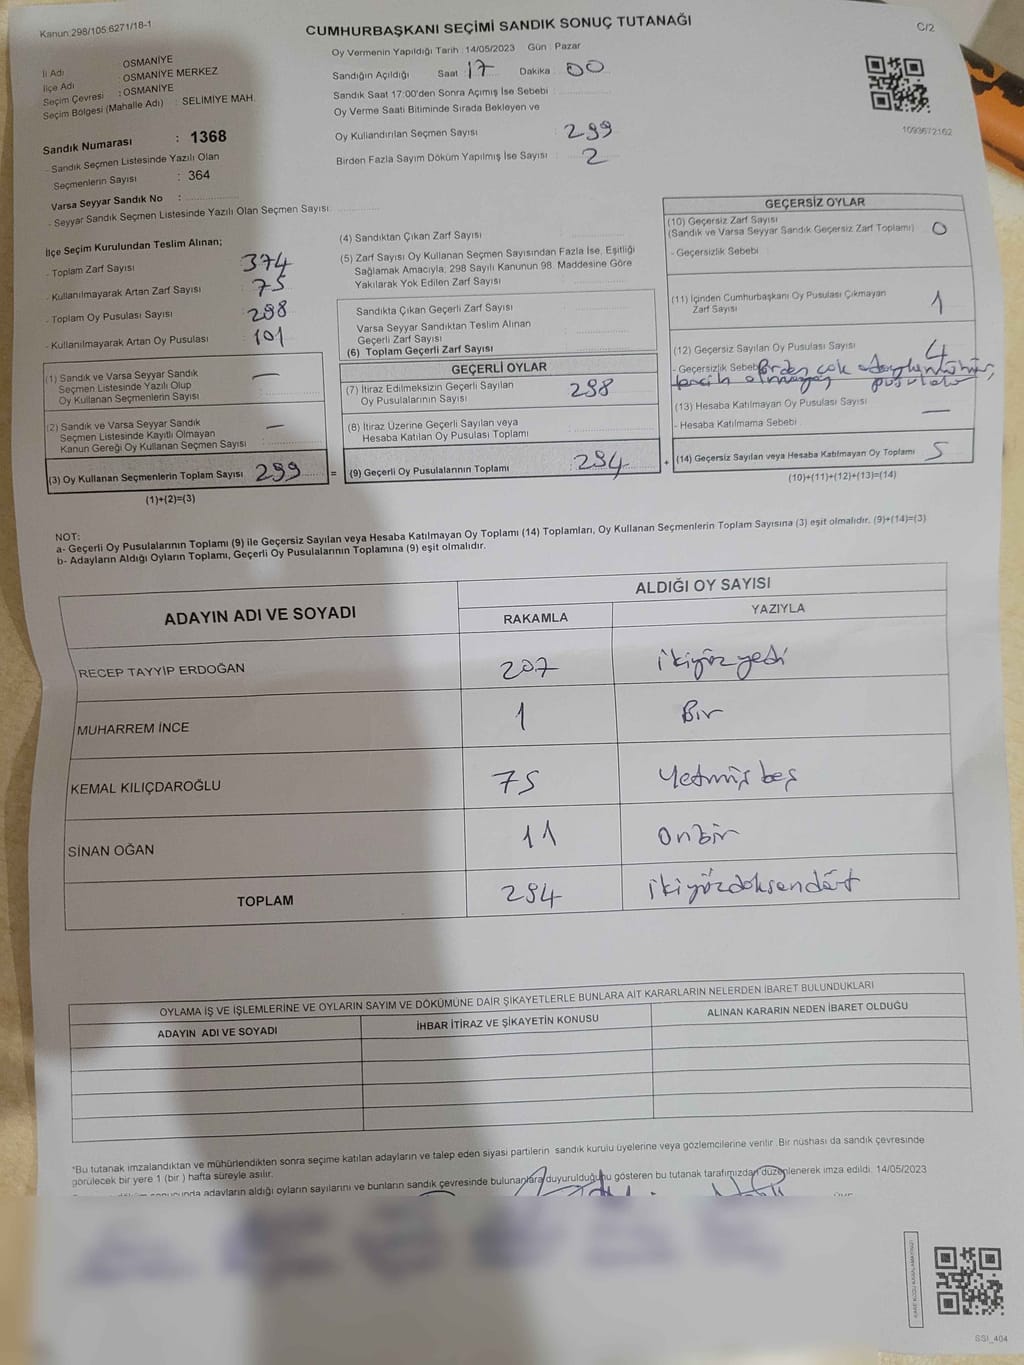 Kanun:298/105;6271/18-1
CUMHURBAŞKANI SEÇİMİ SANDIK SONUÇ TUTANAĞI
C/2
İl Adı : OSMANİYE
İlçe Adı : OSMANİYE MERKEZ
Seçim Çevresi : OSMANİYE
Seçim Bölgesi (Mahalle Adı) : SELİMİYE MAH.
Oy Vermenin Yapıldığı Tarih : 14/05/2023 Gün : Pazar
Sandığın Açıldığı Saat : 17 Dakika : 00
Sandık Saat 17:00'den Sonra Açımış İse Sebebi :
Oy Verme Saati Bitiminde Sırada Bekleyen ve
Oy Kullandırılan Seçmen Sayısı : 299
Birden Fazla Sayım Döküm Yapılmış İse Sayısı : 2
1093672162
Sandık Numarası : 1368
- Sandık Seçmen Listesinde Yazılı Olan
Seçmenlerin Sayısı : 364
Varsa Seyyar Sandık No :
- Seyyar Sandık Seçmen Listesinde Yazılı Olan Seçmen Sayısı :
İlçe Seçim Kurulundan Teslim Alınan;
- Toplam Zarf Sayısı : 374
- Kullanılmayarak Artan Zarf Sayısı : 75
- Toplam Oy Pusulası Sayısı :
- Kullanılmayarak Artan Oy Pusulası : 101
(1) Sandık ve Varsa Seyyar Sandık
Seçmen Listesinde Yazılı Olup
Oy Kullanan Seçmenlerin Sayısı : —
(2) Sandık ve Varsa Seyyar Sandık
Seçmen Listesinde Kayıtlı Olmayan
Kanun Gereği Oy Kullanan Seçmen Sayısı : —
(3) Oy Kullanan Seçmenlerin Toplam Sayısı : 299 =
(1)+(2)=(3)
(4) Sandıktan Çıkan Zarf Sayısı :
(5) Zarf Sayısı Oy Kullanan Seçmen Sayısından Fazla İse, Eşitliği
Sağlamak Amacıyla; 298 Sayılı Kanunun 98. Maddesine Göre
Yakılarak Yok Edilen Zarf Sayısı :
Sandıkta Çıkan Geçerli Zarf Sayısı :
Varsa Seyyar Sandıktan Teslim Alınan
Geçerli Zarf Sayısı :
(6) Toplam Geçerli Zarf Sayısı :
GEÇERLİ OYLAR
(7) İtiraz Edilmeksizin Geçerli Sayılan
Oy Pusulalarının Sayısı : 298
(8) İtiraz Üzerine Geçerli Sayılan veya
Hesaba Katılan Oy Pusulası Toplamı :
(9) Geçerli Oy Pusulalarının Toplamı : 294 +
GEÇERSİZ OYLAR
(10) Geçersiz Zarf Sayısı
(Sandık ve Varsa Seyyar Sandık Geçersiz Zarf Toplamı) : 0
- Geçersizlik Sebebi :
(11) İçinden Cumhurbaşkanı Oy Pusulası Çıkmayan
Zarf Sayısı : 1
(12) Geçersiz Sayılan Oy Pusulası Sayısı : 4
- Geçersizlik Sebebi : Birden çok
tercih olmayan pusulalar
(13) Hesaba Katılmayan Oy Pusulası Sayısı : —
- Hesaba Katılmama Sebebi :
(14) Geçersiz Sayılan veya Hesaba Katılmayan Oy Toplamı : 5
(10)+(11)+(12)+(13)=(14)
NOT:
a- Geçerli Oy Pusulalarının Toplamı (9) ile Geçersiz Sayılan veya Hesaba Katılmayan Oy Toplamı (14) Toplamları, Oy Kullanan Seçmenlerin Toplam Sayısına (3) eşit olmalıdır. (9)+(14)=(3)
b- Adayların Aldığı Oyların Toplamı, Geçerli Oy Pusulalarının Toplamına (9) eşit olmalıdır.
ADAYIN ADI VE SOYADI
ALDIĞI OY SAYISI
RAKAMLA YAZIYLA
RECEP TAYYİP ERDOĞAN 207 ikiyüz yedi
MUHARREM İNCE 1 Bir
KEMAL KILIÇDAROĞLU 75 Yetmiş beş
SİNAN OĞAN 11 Onbir
TOPLAM 294 ikiyüzdoksandört
OYLAMA İŞ VE İŞLEMLERİNE VE OYLARIN SAYIM VE DÖKÜMÜNE DAİR ŞİKAYETLERLE BUNLARA AİT KARARLARIN NELERDEN İBARET BULUNDUKLARI
ADAYIN ADI VE SOYADI İHBAR İTİRAZ VE ŞİKAYETİN KONUSU ALINAN KARARIN NEDEN İBARET OLDUĞU
*Bu tutanak imzalandıktan ve mühürlendikten sonra seçime katılan adayların ve talep eden siyasi partilerin sandık kurulu üyelerine veya gözlemcilerine verilir. Bir nüshası da sandık çevresinde
görülecek bir yere 1 (bir ) hafta süreyle asılır.
adayların aldığı oyların sayılarını ve bunların sandık çevresinde bulunanlara duyurulduğunu gösteren bu tutanak tarafımızdan düzenlenerek imza edildi. 14/05/2023
SSI_404